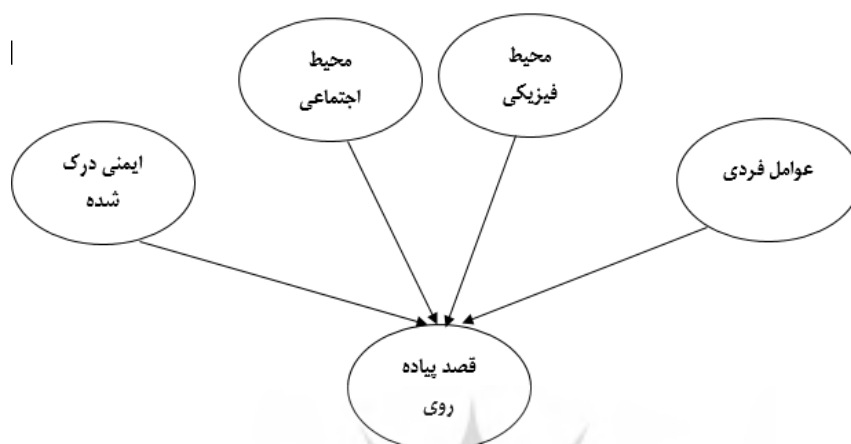 محیط
فیزیکی
محیط
اجتماعی
عوامل فردی
ایمنی درک
شده
قصد پیاده
روی